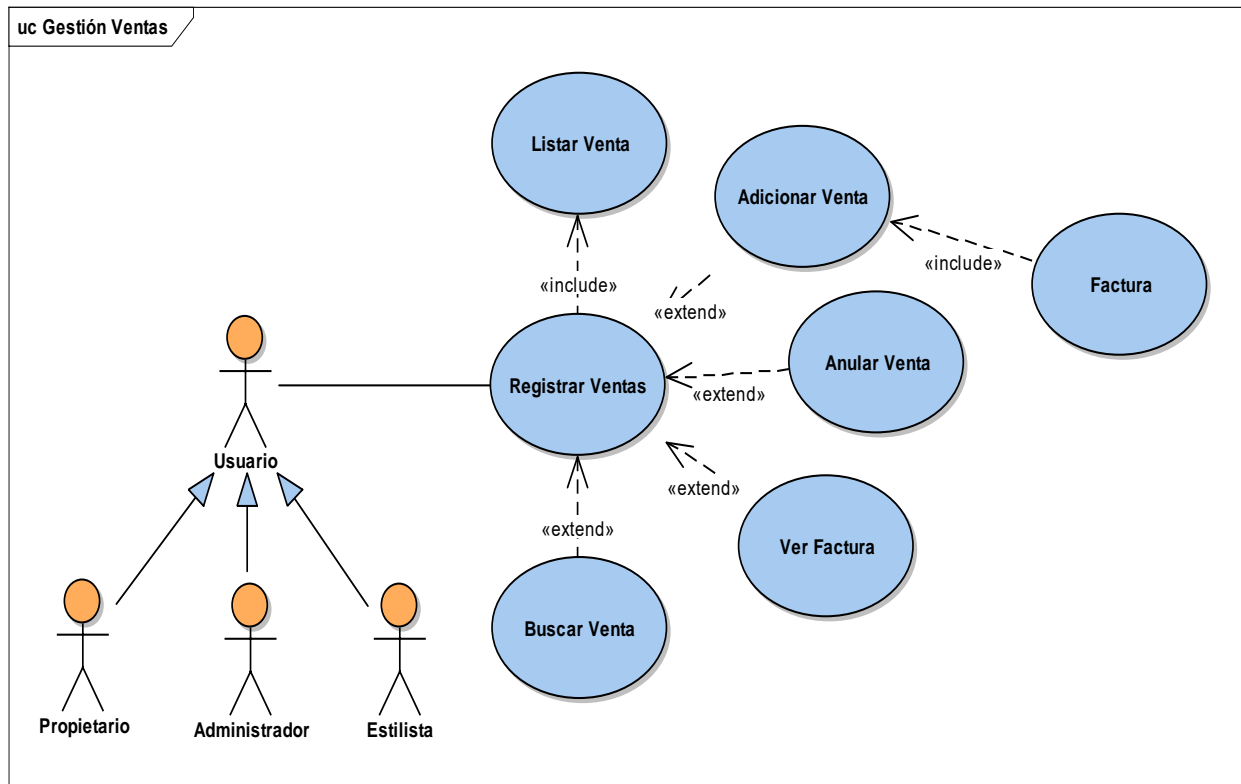 uc Gestión Ventas
Listar Venta
Adicionar Venta
«include»
Factura
«include»
«extend»
Registrar Ventas
Anular Venta
«extend»
Usuario
«extend»
«extend»
Ver Factura
Buscar Venta
Propietario
Administrador
Estilista